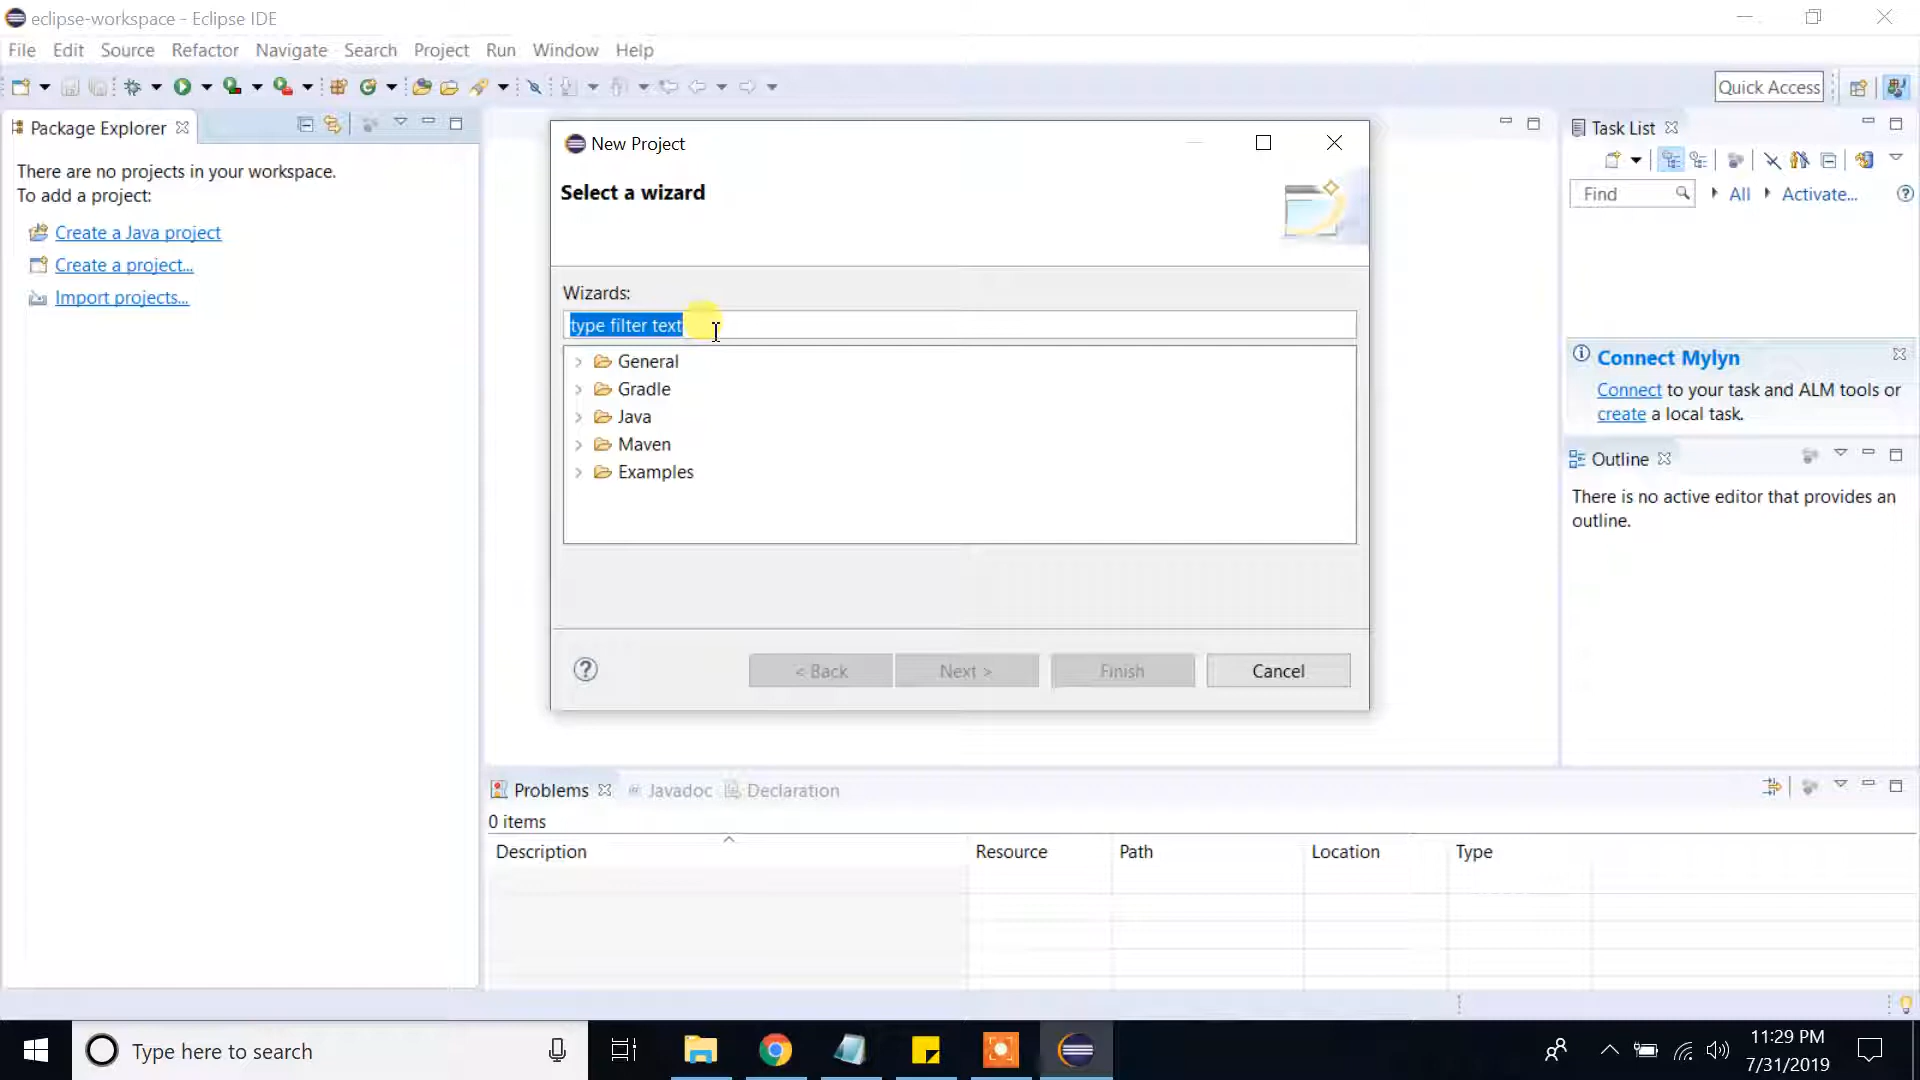 eclipse-workspace - Eclipse IDE
File Edit Source Refactor Navigate Search Project Run Window Help
Quick Access
Package Explorer
There are no projects in your workspace.
To add a project:
Create a Java project
Create a project...
Import projects...
New Project
Select a wizard
Wizards:
type filter text
General
Gradle
Java
Maven
Examples
< Back Next > Finish Cancel
Task List
Find All Activate...
Connect Mylyn
Connect to your task and ALM tools or
create a local task.
Outline
There is no active editor that provides an
outline.
Problems Javadoc Declaration
0 items
Description Resource Path Location Type
Type here to search
11:29 PM
7/31/2019